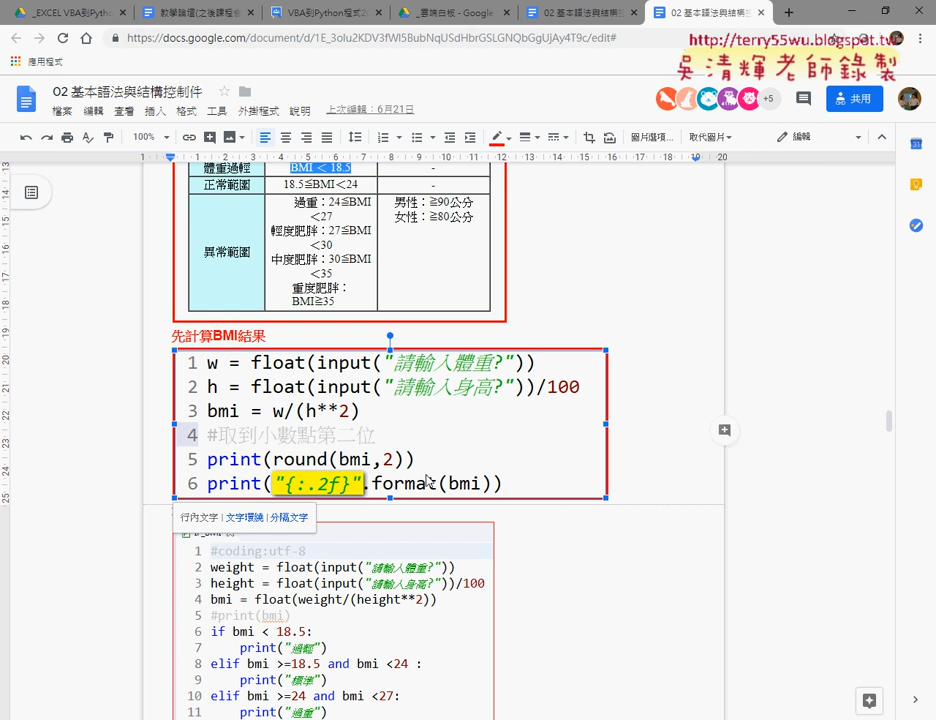 _EXCEL VBA到Pytho
教學論壇(之後課程會
VBA到Python程式2
_雲端白板 - Google
02 基本語法與結構控
02 基本語法與結構控
https://docs.google.com/document/d/1E_3oIu2KDV3fWI5BubNqUSdHbrGSLGNQbGgUjAy4T9c/edit#
http://terry55wu.blogspot.tw
吳清輝老師錄製
應用程式
02 基本語法與結構控制件
檔案 編輯 查看 插入 格式 工具 外掛程式 說明 上次編輯：6月21日
+5
共用
100%
圖片選項...
取代圖片
編輯
體重過輕 BMI < 18.5 -
正常範圍 18.5≦BMI<24 -
異常範圍
過重：24≦BMI
<27
輕度肥胖：27≦BMI
<30
中度肥胖：30≦BMI
<35
重度肥胖：
BMI≧35
男性：≧90公分
女性：≧80公分
先計算BMI結果
1 w = float(input("請輸入體重?"))
2 h = float(input("請輸入身高?"))/100
3 bmi = w/(h**2)
4 #取到小數點第二位
5 print(round(bmi,2))
6 print("{:.2f}".format(bmi))
行內文字 | 文字環繞 | 分隔文字
1 #coding:utf-8
2 weight = float(input("請輸入體重?"))
3 height = float(input("請輸入身高?"))/100
4 bmi = float(weight/(height**2))
5 #print(bmi)
6 if bmi < 18.5:
7 print("過輕")
8 elif bmi >=18.5 and bmi <24 :
9 print("標準")
10 elif bmi >=24 and bmi <27:
11 print("過重")